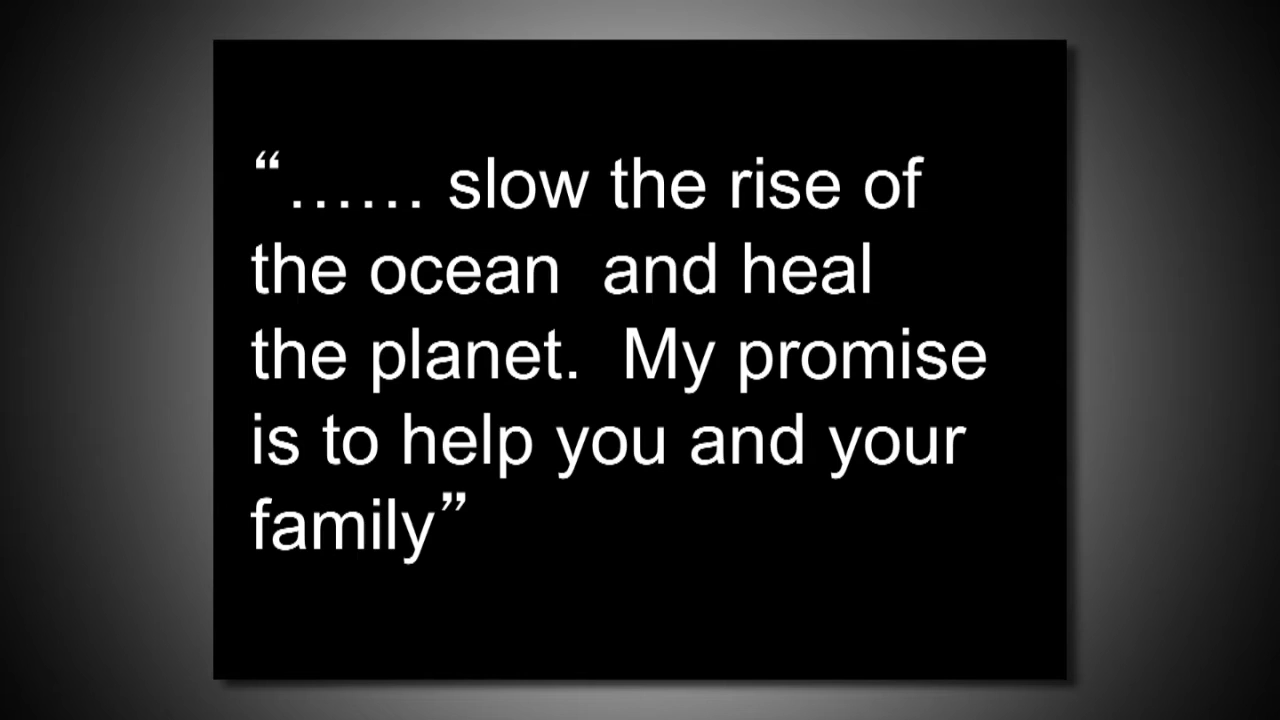 “…… slow the rise of
the ocean  and heal
the planet.  My promise
is to help you and your
family”